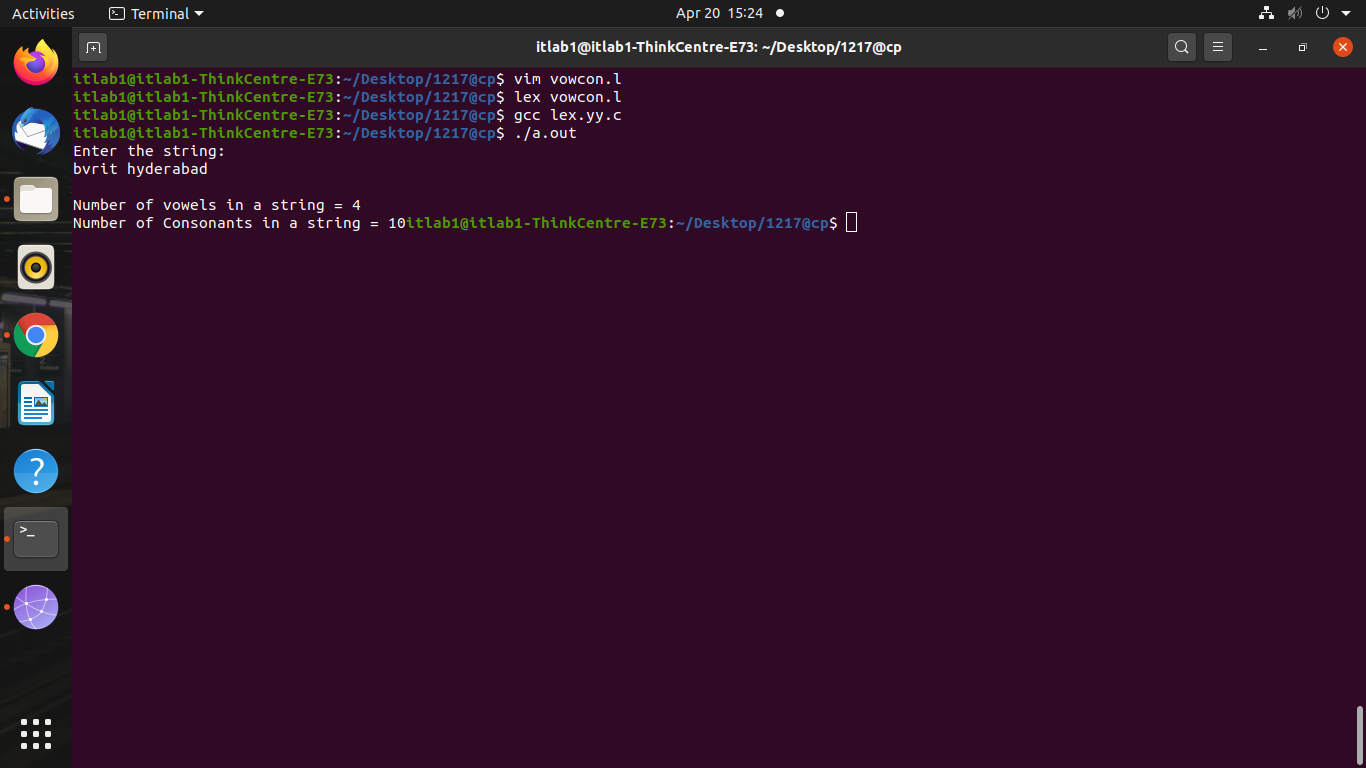 Activities Terminal Apr 20 15:24
itlab1@itlab1-ThinkCentre-E73: ~/Desktop/1217@cp
itlab1@itlab1-ThinkCentre-E73:~/Desktop/1217@cp$ vim vowcon.l
itlab1@itlab1-ThinkCentre-E73:~/Desktop/1217@cp$ lex vowcon.l
itlab1@itlab1-ThinkCentre-E73:~/Desktop/1217@cp$ gcc lex.yy.c
itlab1@itlab1-ThinkCentre-E73:~/Desktop/1217@cp$ ./a.out
Enter the string:
bvrit hyderabad
Number of vowels in a string = 4
Number of Consonants in a string = 10itlab1@itlab1-ThinkCentre-E73:~/Desktop/1217@cp$